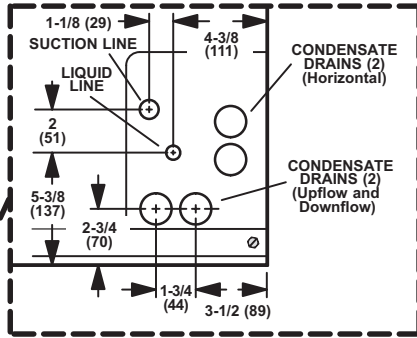 1-1/8 (29)
SUCTION LINE
4-3/8
(111)
LIQUID
LINE
CONDENSATE
DRAINS (2)
(Horizontal)
2
(51)
5-3/8
(137)
CONDENSATE
DRAINS (2)
(Upflow and
Downflow)
2-3/4
(70)
1-3/4
(44)
3-1/2 (89)